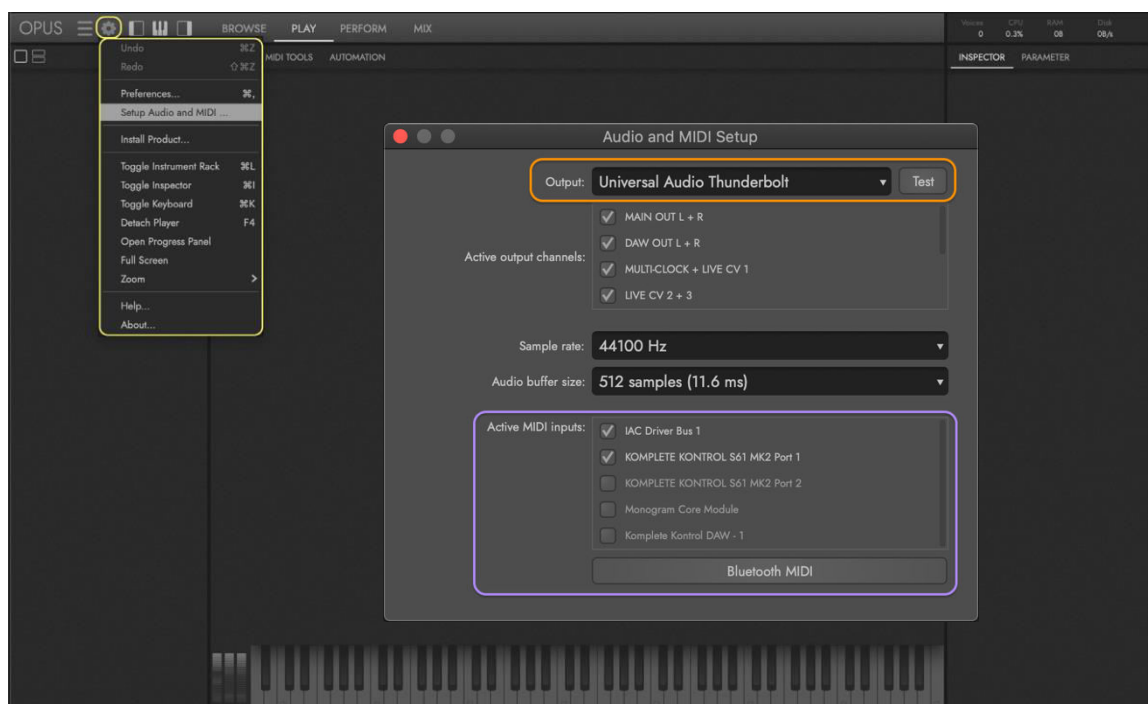 OPUS BROWSE PLAY PERFORM MIX
Voices CPU RAM Disk
0 0.3% 0B 0B/s
MIDI TOOLS AUTOMATION
INSPECTOR PARAMETER
Undo ⌘Z
Redo ⇧⌘Z
Preferences... ⌘,
Setup Audio and MIDI ...
Install Product...
Toggle Instrument Rack ⌘L
Toggle Inspector ⌘I
Toggle Keyboard ⌘K
Detach Player F4
Open Progress Panel
Full Screen
Zoom >
Help...
About...
Audio and MIDI Setup
Output: Universal Audio Thunderbolt Test
Active output channels:
MAIN OUT L + R
DAW OUT L + R
MULTI-CLOCK + LIVE CV 1
LIVE CV 2 + 3
Sample rate: 44100 Hz
Audio buffer size: 512 samples (11.6 ms)
Active MIDI inputs:
IAC Driver Bus 1
KOMPLETE KONTROL S61 MK2 Port 1
KOMPLETE KONTROL S61 MK2 Port 2
Monogram Core Module
Komplete Kontrol DAW - 1
Bluetooth MIDI